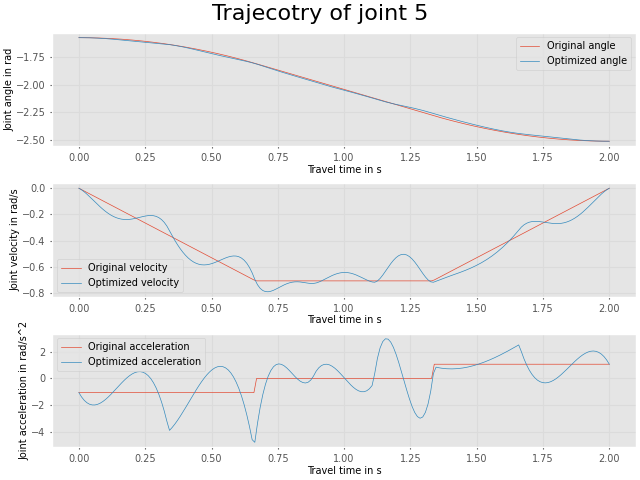 Trajecotry of joint 5
Joint angle in rad
−1.75
−2.00
−2.25
−2.50
Original angle
Optimized angle
0.00 0.25 0.50 0.75 1.00 1.25 1.50 1.75 2.00
Travel time in s
Joint velocity in rad/s
0.0
−0.2
−0.4
−0.6
−0.8
Original velocity
Optimized velocity
0.00 0.25 0.50 0.75 1.00 1.25 1.50 1.75 2.00
Travel time in s
Joint acceleration in rad/s^2
2
0
−2
−4
Original acceleration
Optimized acceleration
0.00 0.25 0.50 0.75 1.00 1.25 1.50 1.75 2.00
Travel time in s